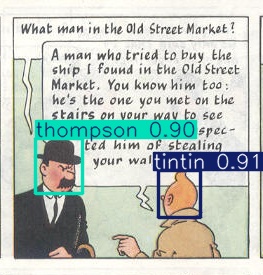 What man in the Old Street Market?
A man who tried to buy the
ship I found in the Old Street
Market. You know him too:
he's the one you met on the
stairs on your way to see
thompson 0.90
spec-
ted him of stealing
your wal
tintin 0.91